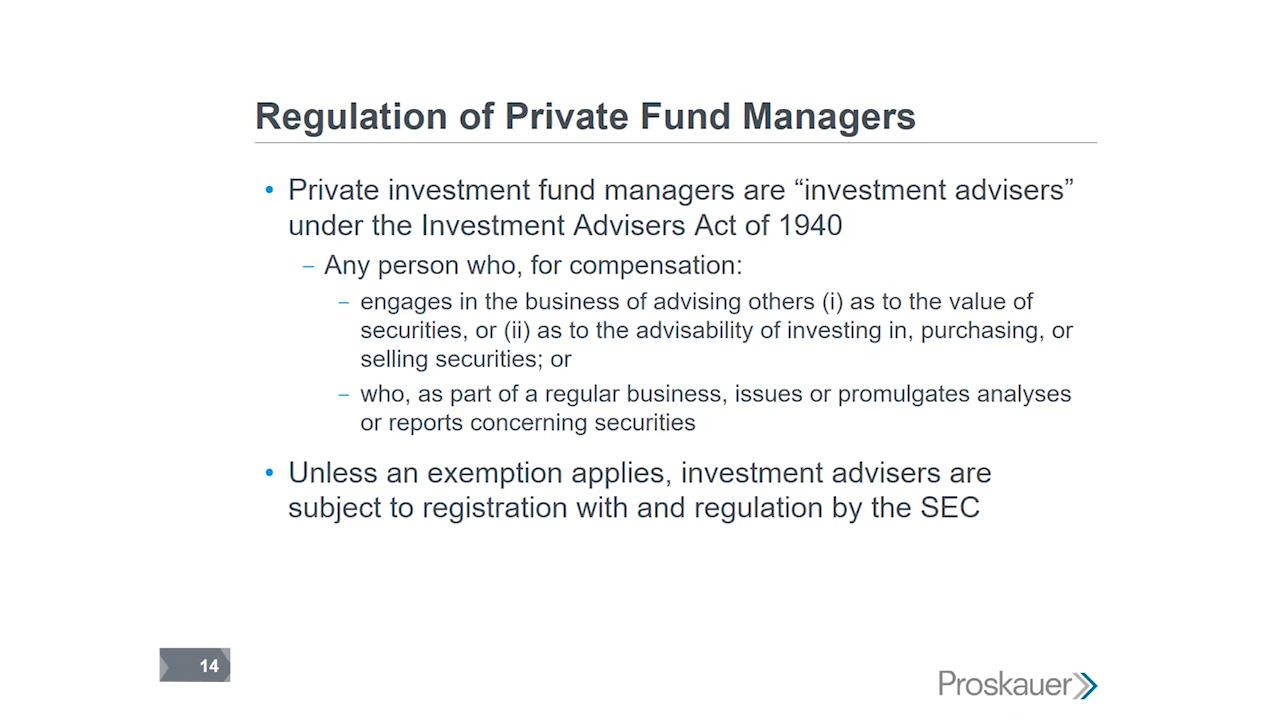 Regulation of Private Fund Managers
• Private investment fund managers are “investment advisers”
under the Investment Advisers Act of 1940
– Any person who, for compensation:
– engages in the business of advising others (i) as to the value of
securities, or (ii) as to the advisability of investing in, purchasing, or
selling securities; or
– who, as part of a regular business, issues or promulgates analyses
or reports concerning securities
• Unless an exemption applies, investment advisers are
subject to registration with and regulation by the SEC
14
Proskauer